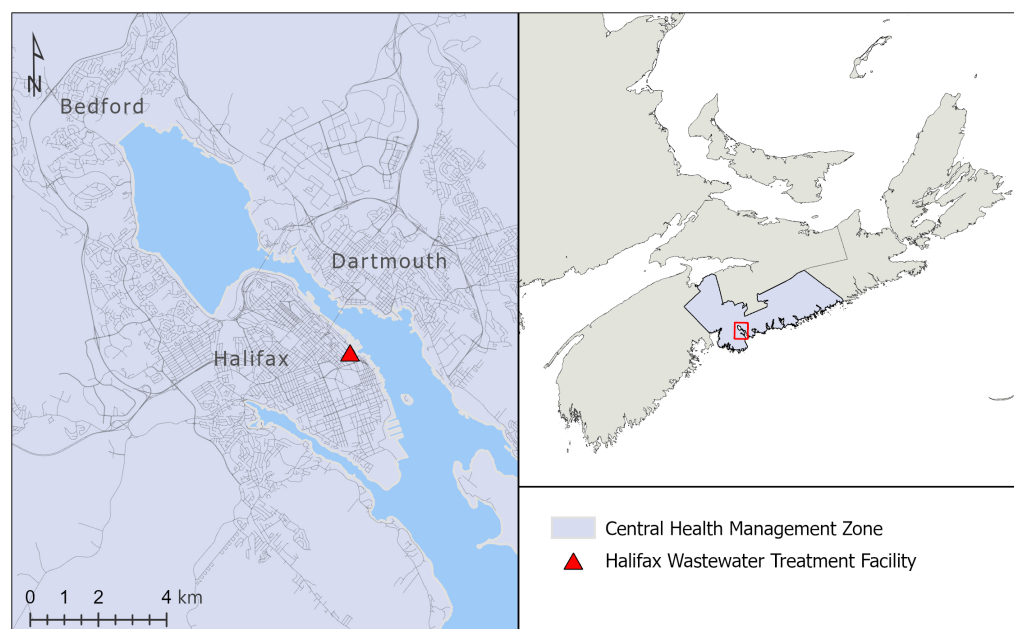 N
Bedford
Dartmouth
Halifax
0 1 2 4 km
Central Health Management Zone
Halifax Wastewater Treatment Facility